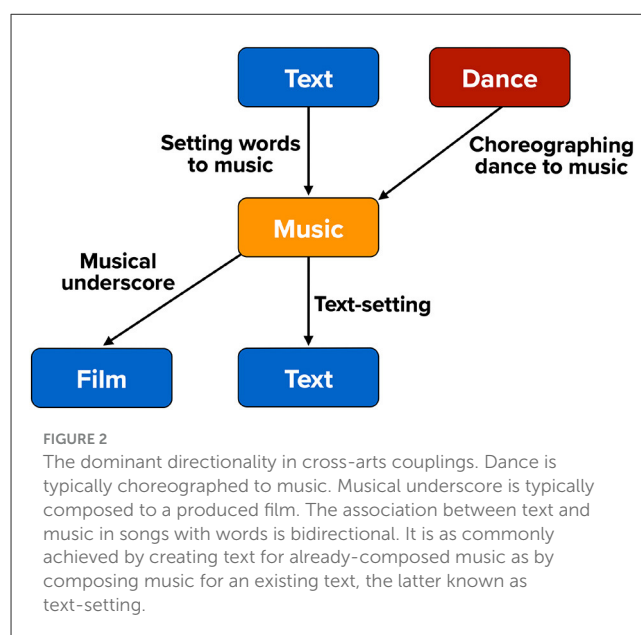 Text
Dance
Setting words
to music
Choreographing
dance to music
Music
Musical
underscore
Text-setting
Film
Text
FIGURE 2
The dominant directionality in cross-arts couplings. Dance is
typically choreographed to music. Musical underscore is typically
composed to a produced film. The association between text and
music in songs with words is bidirectional. It is as commonly
achieved by creating text for already-composed music as by
composing music for an existing text, the latter known as
text-setting.